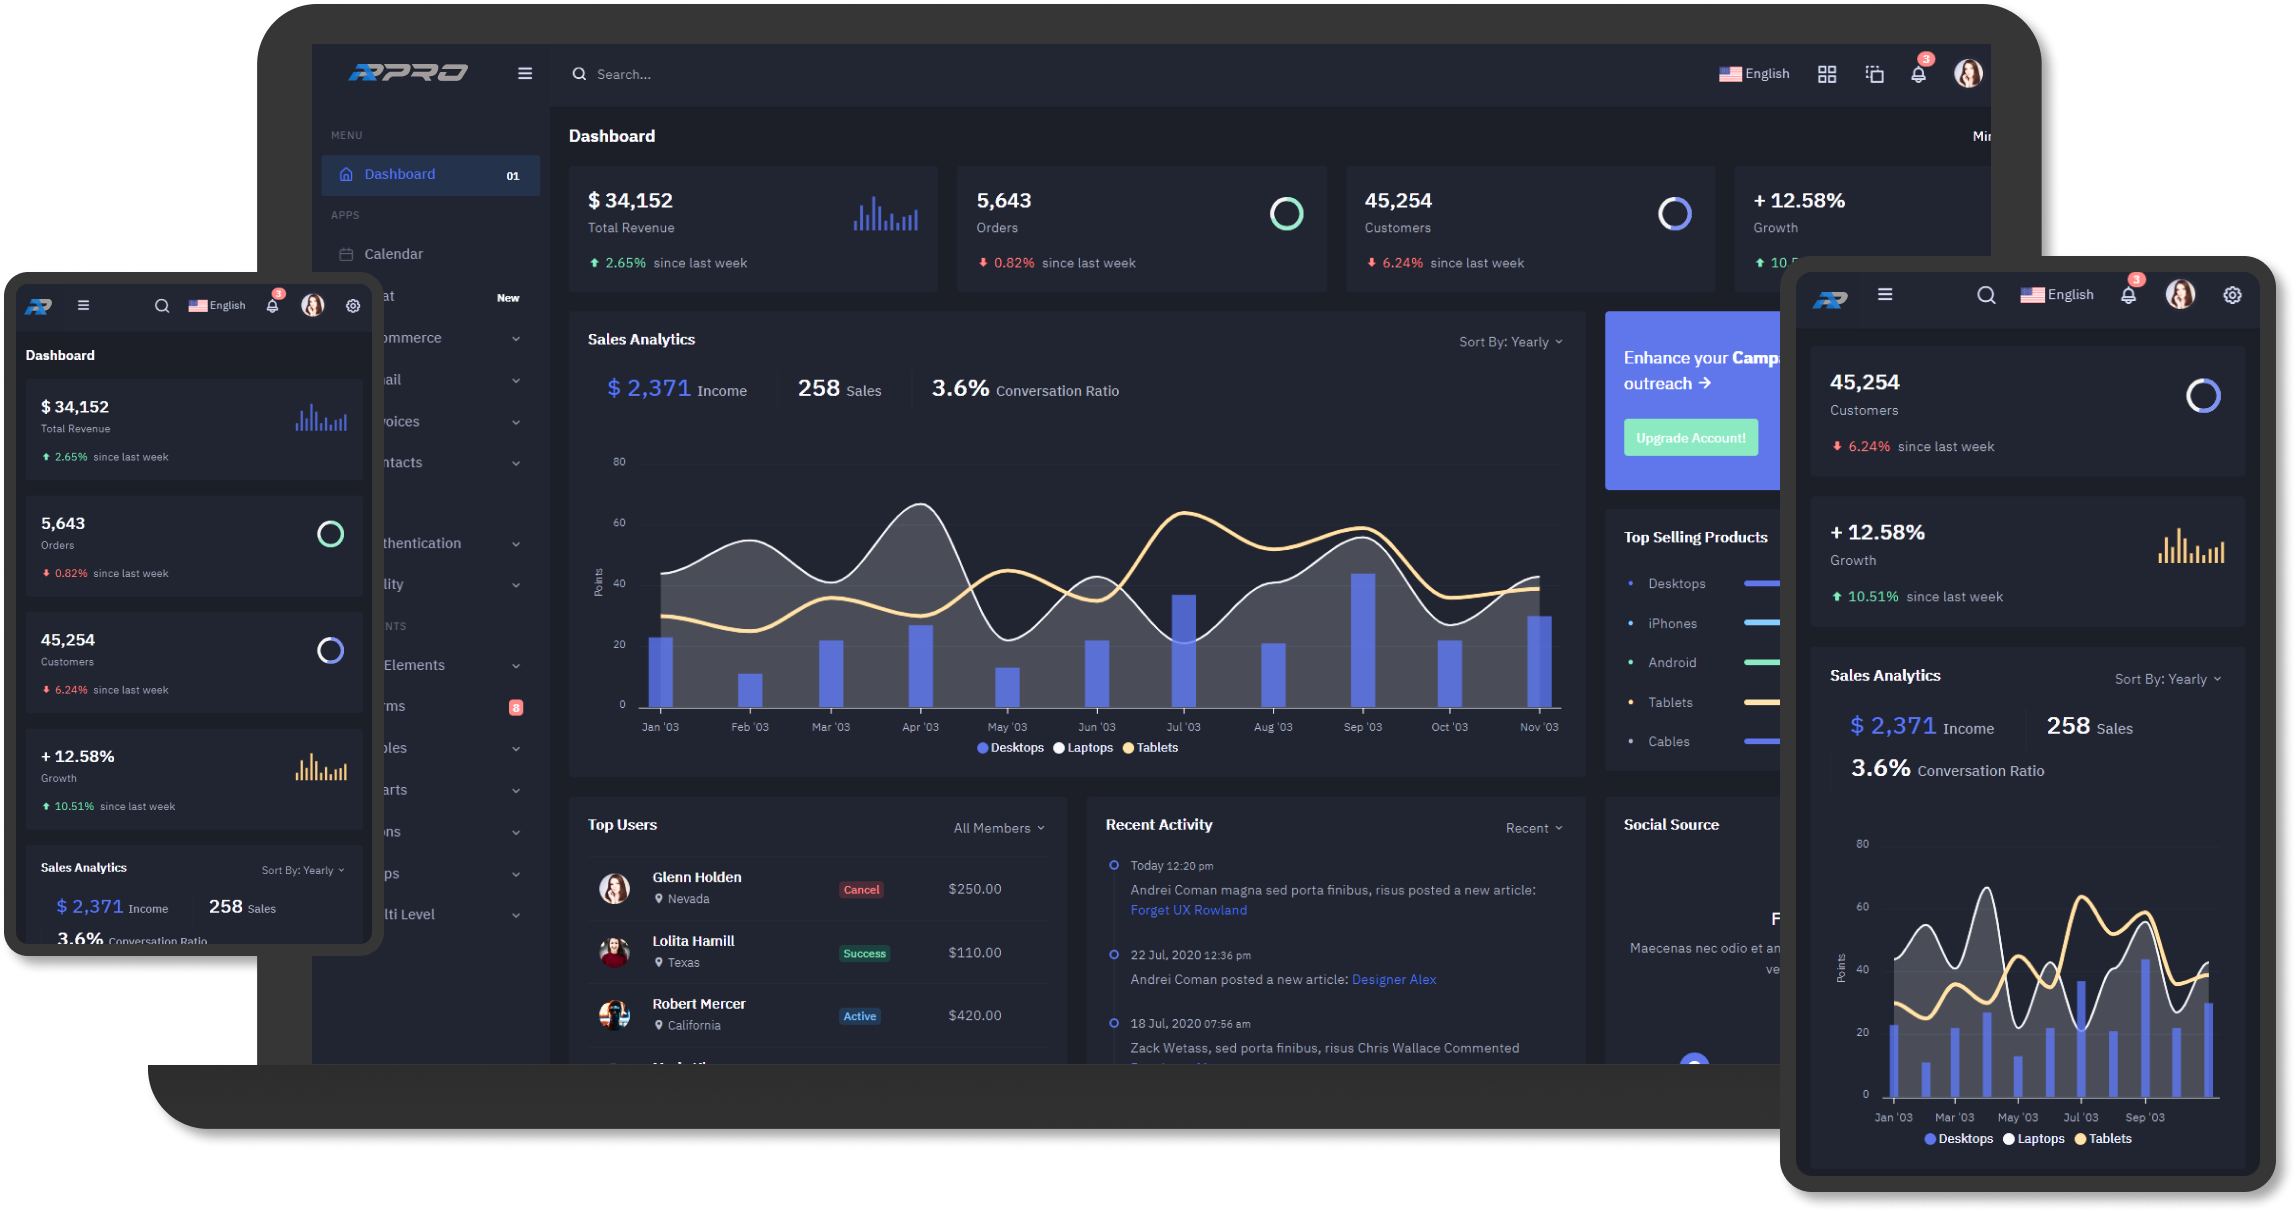 APRO
Search...
English
3
MENU
Dashboard
01
APPS
Calendar
at
New
ommerce
ail
voices
ntacts
thentication
lity
NTS
Elements
rms
8
bles
arts
ons
ps
lti Level
Dashboard
Min
$ 34,152
Total Revenue
2.65% since last week
5,643
Orders
0.82% since last week
45,254
Customers
6.24% since last week
+ 12.58%
Growth
10.5
Sales Analytics
Sort By: Yearly
$ 2,371 Income
258 Sales
3.6% Conversation Ratio
Points
80
60
40
20
0
Jan '03
Feb '03
Mar '03
Apr '03
May '03
Jun '03
Jul '03
Aug '03
Sep '03
Oct '03
Nov '03
Desktops
Laptops
Tablets
Enhance your Campa
outreach →
Upgrade Account!
Top Selling Products
Desktops
iPhones
Android
Tablets
Cables
Top Users
All Members
Glenn Holden
Nevada
Cancel
$250.00
Lolita Hamill
Texas
Success
$110.00
Robert Mercer
California
Active
$420.00
Recent Activity
Recent
Today 12:20 pm
Andrei Coman magna sed porta finibus, risus posted a new article:
Forget UX Rowland
22 Jul, 2020 12:36 pm
Andrei Coman posted a new article: Designer Alex
18 Jul, 2020 07:56 am
Zack Wetass, sed porta finibus, risus Chris Wallace Commented
Social Source
F
Maecenas nec odio et an
ve
AP
English
3
Dashboard
$ 34,152
Total Revenue
2.65% since last week
5,643
Orders
0.82% since last week
45,254
Customers
6.24% since last week
+ 12.58%
Growth
10.51% since last week
Sales Analytics
Sort By: Yearly
$ 2,371 Income
258 Sales
3.6% Conversation Ratio
AP
English
3
45,254
Customers
6.24% since last week
+ 12.58%
Growth
10.51% since last week
Sales Analytics
Sort By: Yearly
$ 2,371 Income
258 Sales
3.6% Conversation Ratio
Points
80
60
40
20
0
Jan '03
Mar '03
May '03
Jul '03
Sep '03
Desktops
Laptops
Tablets